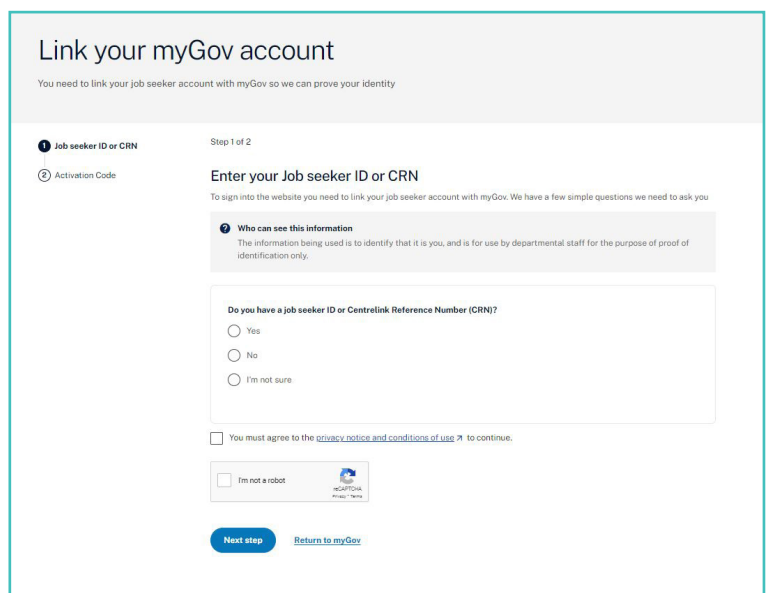 Link your myGov account
You need to link your job seeker account with myGov so we can prove your identity
1 Job seeker ID or CRN
2 Activation Code
Step 1 of 2
Enter your Job seeker ID or CRN
To sign into the website you need to link your job seeker account with myGov. We have a few simple questions we need to ask you
? Who can see this information
The information being used is to identify that it is you, and is for use by departmental staff for the purpose of proof of
identification only.
Do you have a job seeker ID or Centrelink Reference Number (CRN)?
Yes
No
I'm not sure
You must agree to the privacy notice and conditions of use ↗ to continue.
I'm not a robot
reCAPTCHA
Privacy - Terms
Next step
Return to myGov